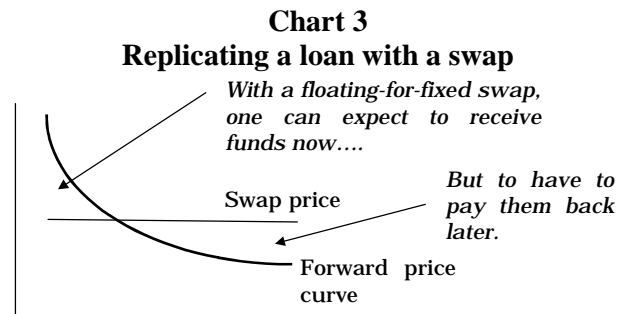 Chart 3
Replicating a loan with a swap
With a floating-for-fixed swap,
one can expect to receive
funds now….
Swap price
But to have to
pay them back
later.
Forward price
curve